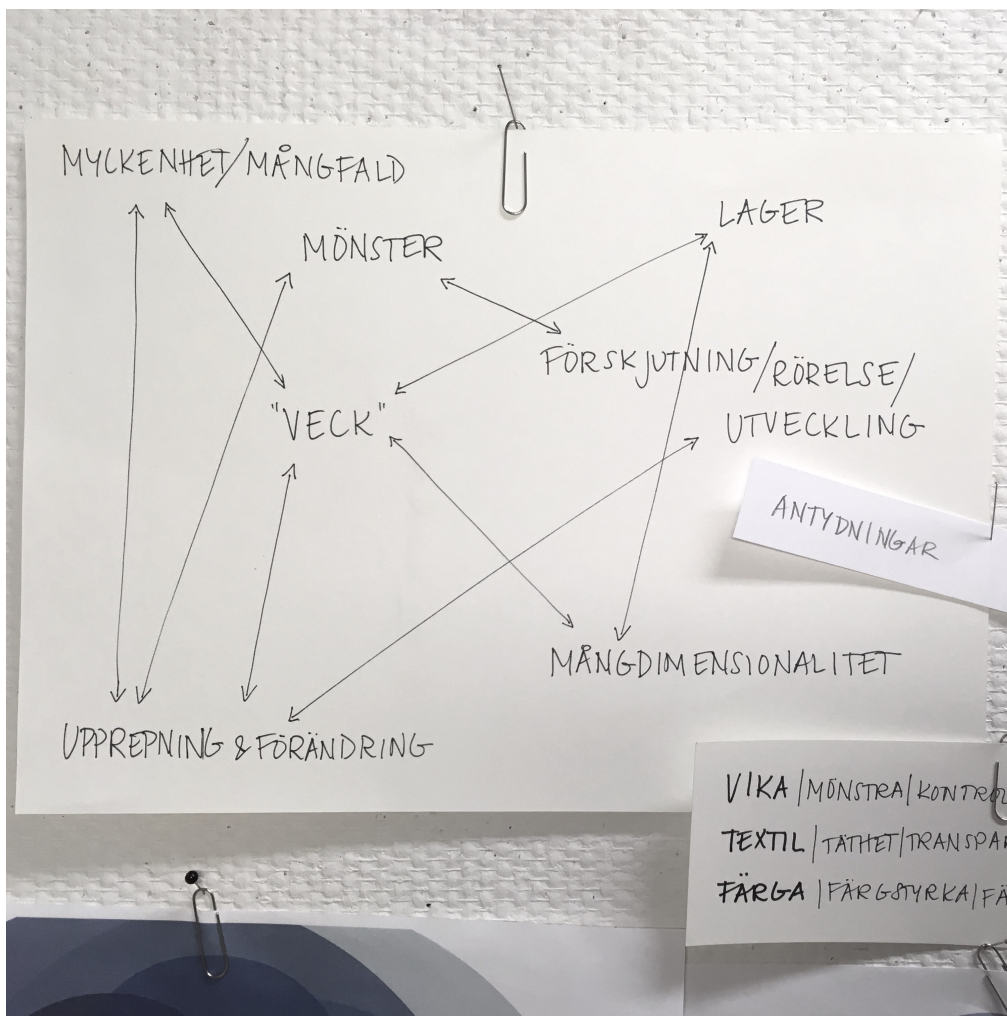 MYCKENHET/MÅNGFALD
LAGER
MÖNSTER
FÖRSKJUTNING/RÖRELSE/
UTVECKLING
"VECK"
ANTYDNINGAR
MÅNGDIMENSIONALITET
UPPREPNING & FÖRÄNDRING
VIKA/MÖNSTRA/
TEXTIL/TÄTHET/
FÄRGA/FÄRGSTYRKA/